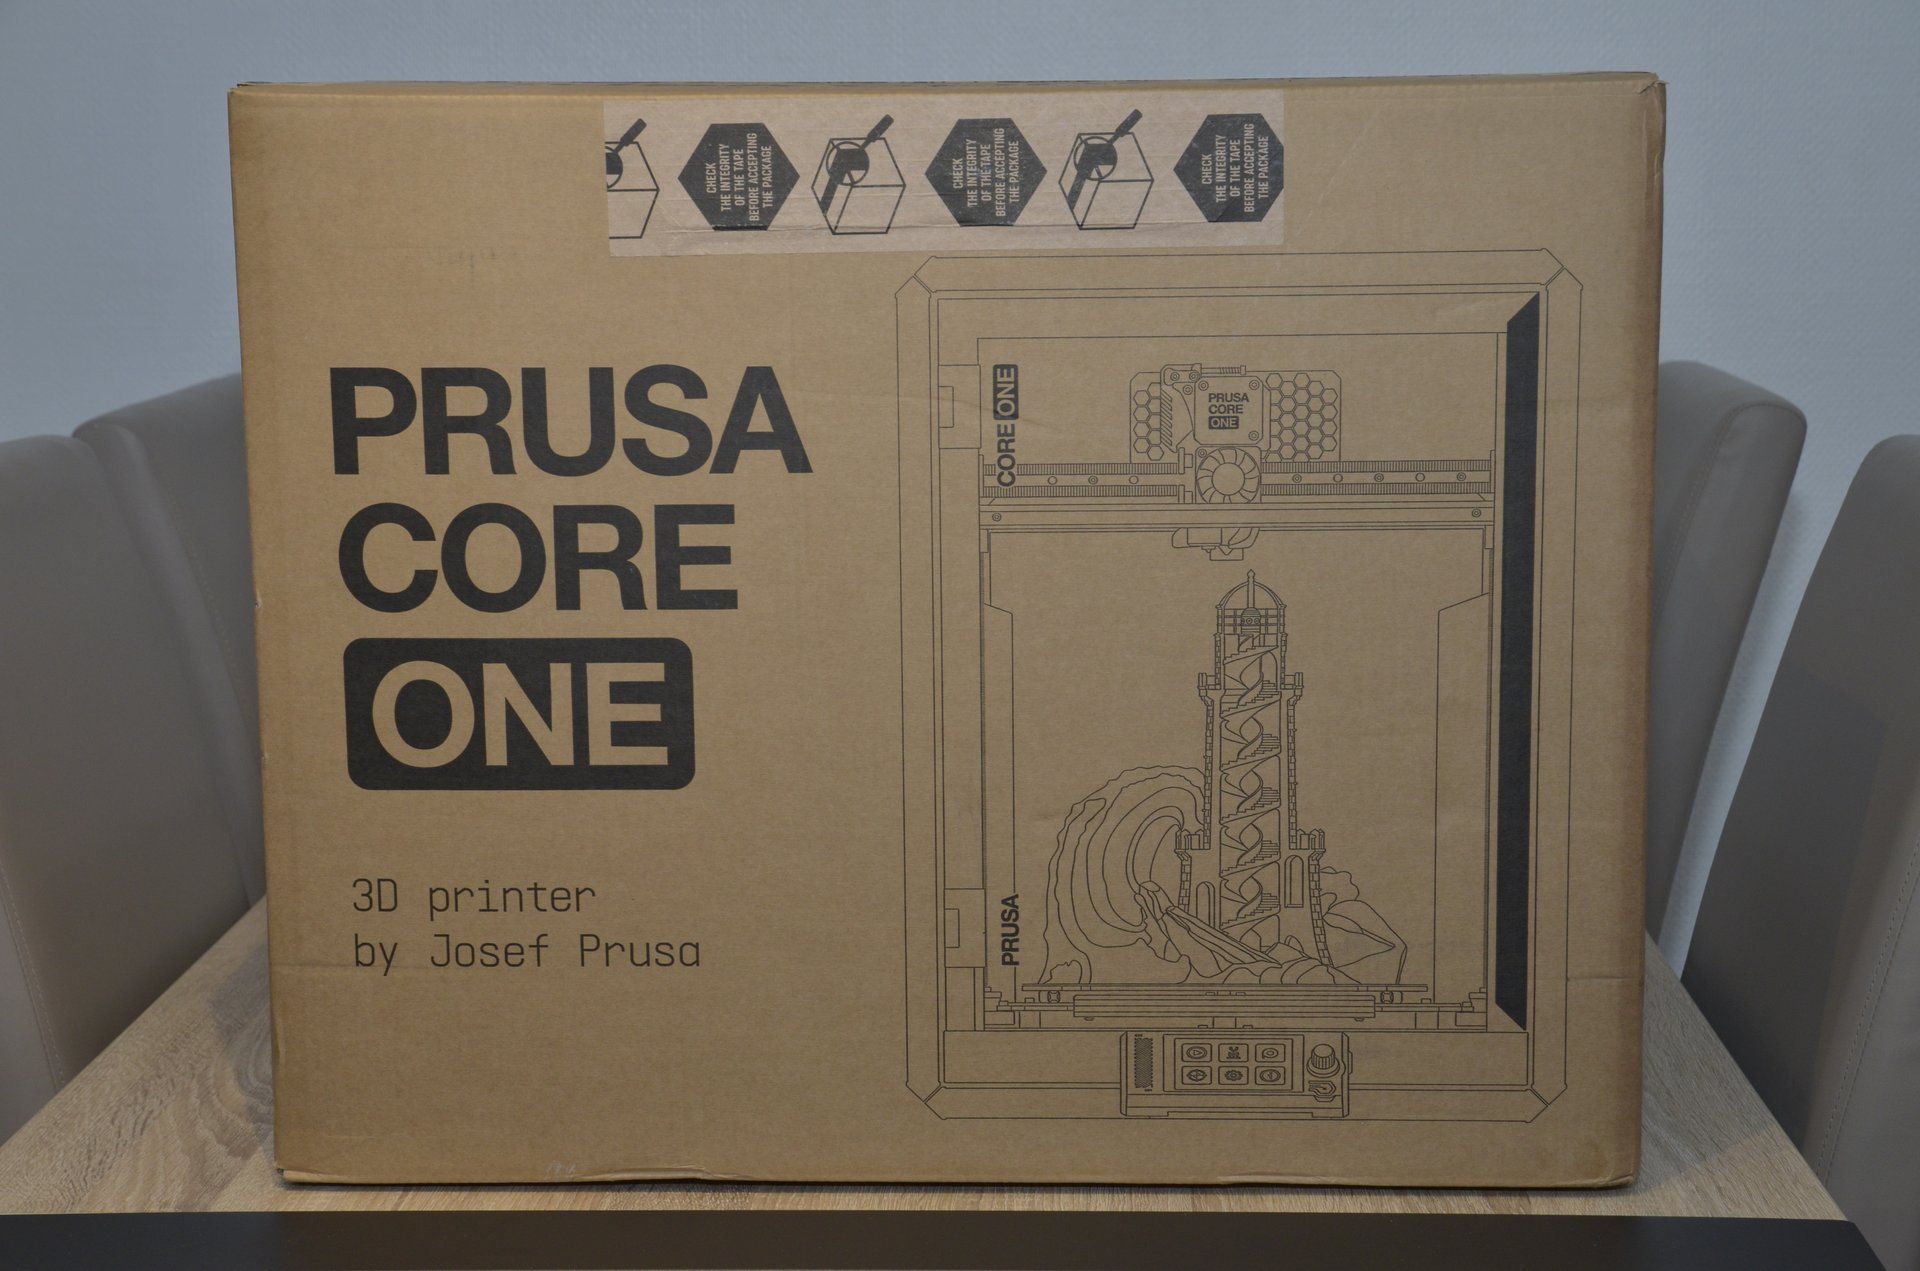 CHECK
THE INTEGRITY
OF THE TAPE
BEFORE ACCEPTING
THE PACKAGE
CHECK
THE INTEGRITY
OF THE TAPE
BEFORE ACCEPTING
THE PACKAGE
CHECK
THE INTEGRITY
OF THE TAPE
BEFORE ACCEPTING
THE PACKAGE
PRUSA
CORE
ONE
3D printer
by Josef Prusa
CORE ONE
PRUSA
CORE
ONE
PRUSA